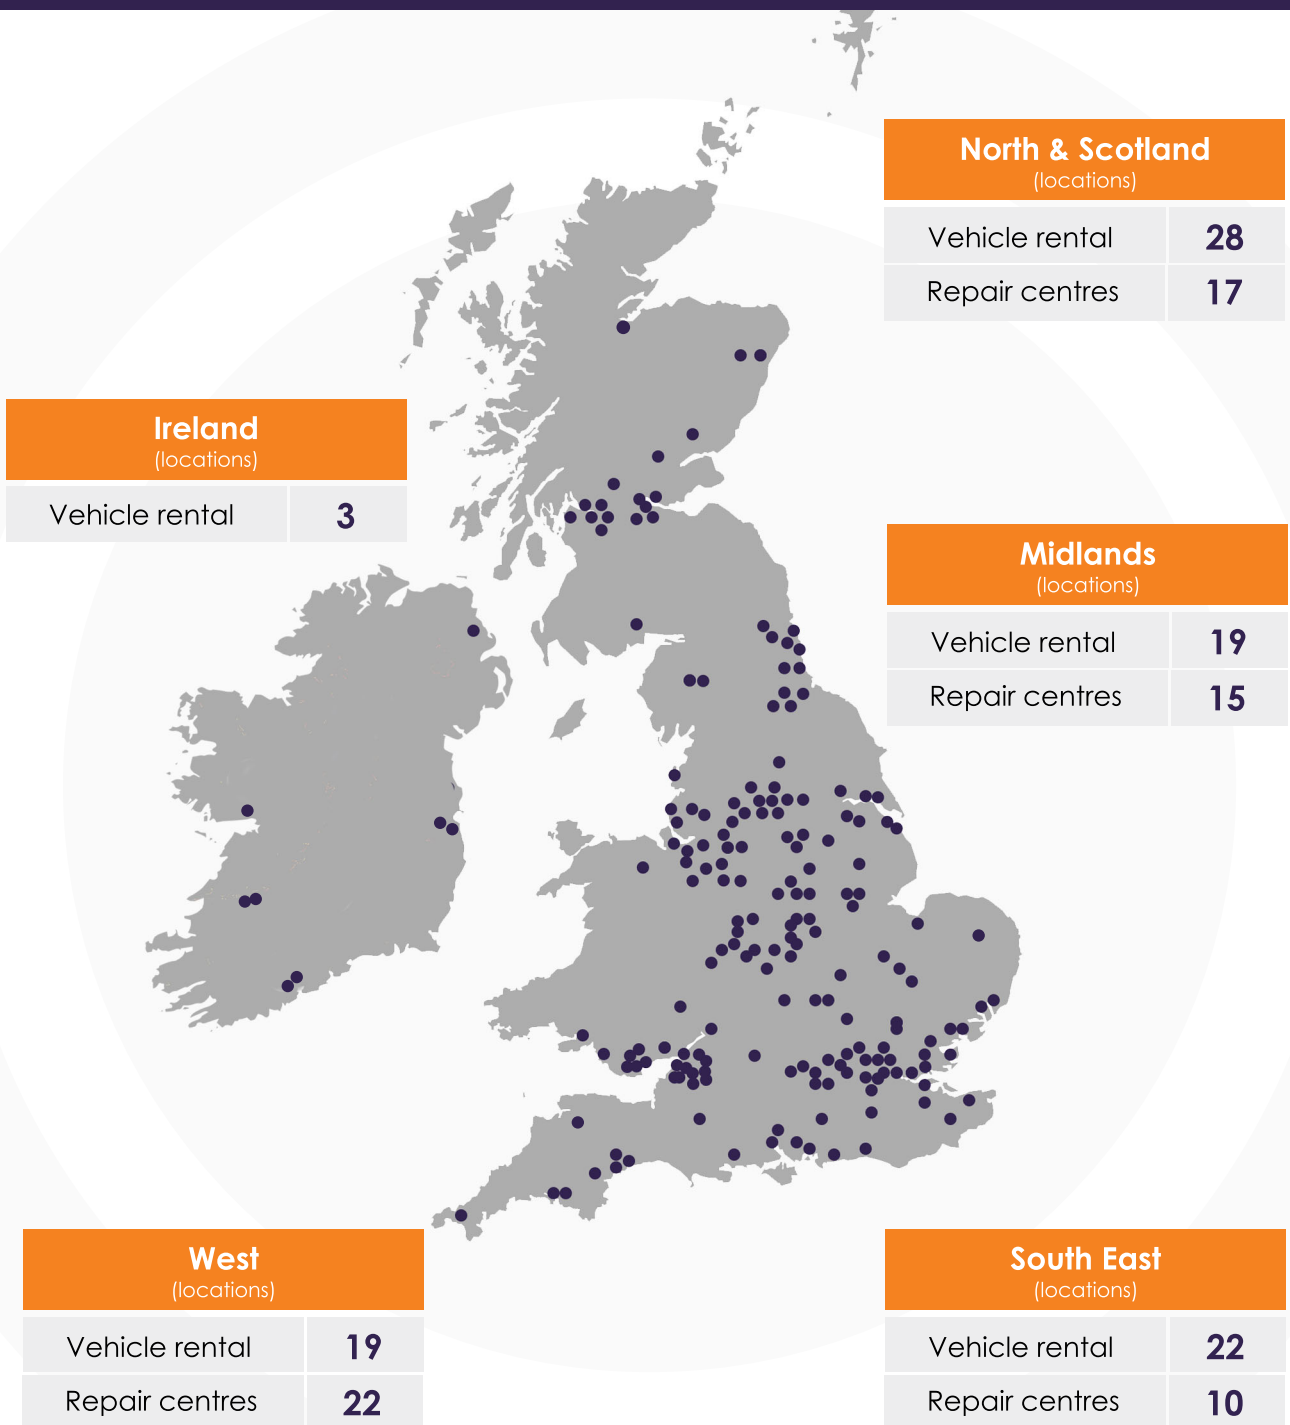 North & Scotland
(locations)
Vehicle rental 28
Repair centres 17
Ireland
(locations)
Vehicle rental 3
Midlands
(locations)
Vehicle rental 19
Repair centres 15
West
(locations)
Vehicle rental 19
Repair centres 22
South East
(locations)
Vehicle rental 22
Repair centres 10